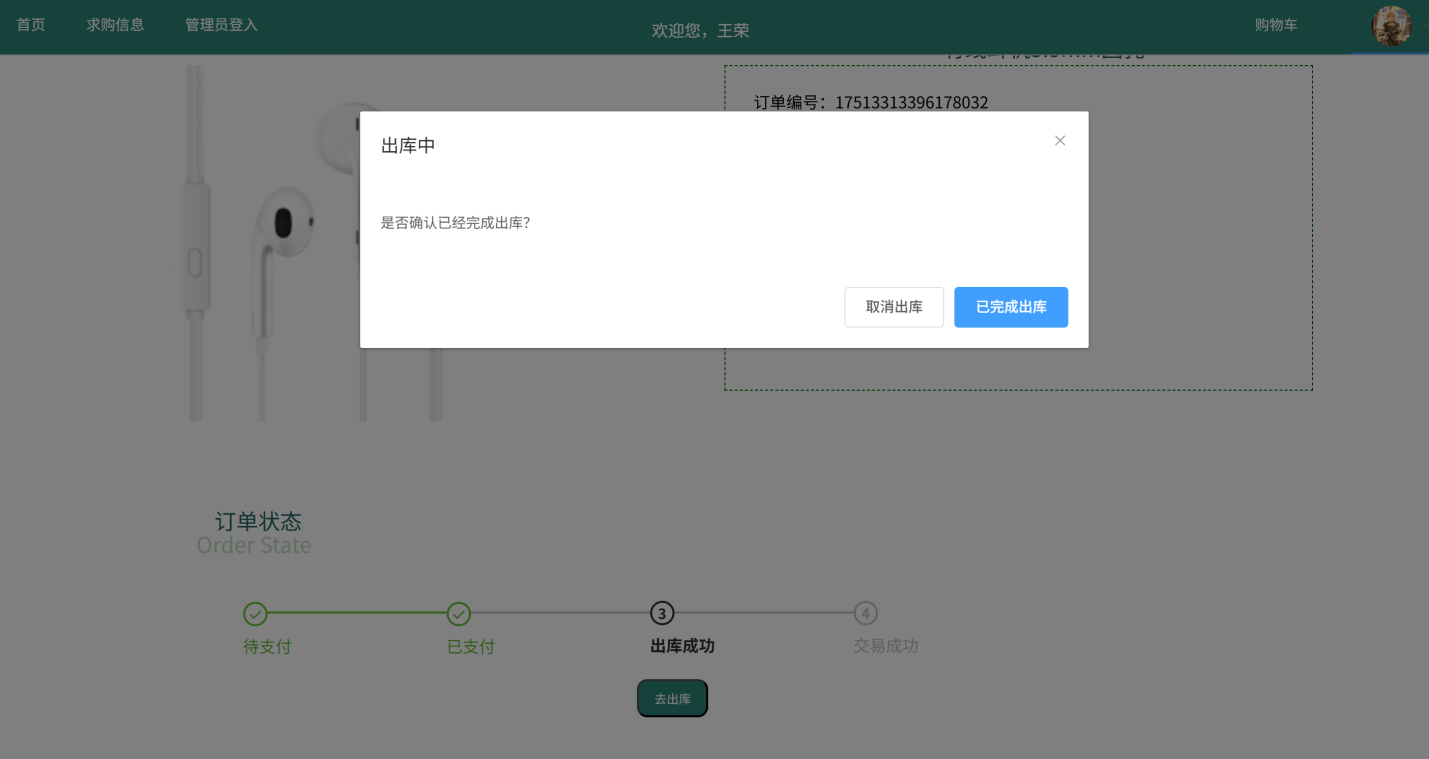 首页 求购信息 管理员登入 欢迎您，王荣 购物车
订单编号：17513313396178032
出库中
是否确认已经完成出库?
取消出库 已完成出库
订单状态
Order State
3 4
待支付 已支付 出库成功 交易成功
去出库